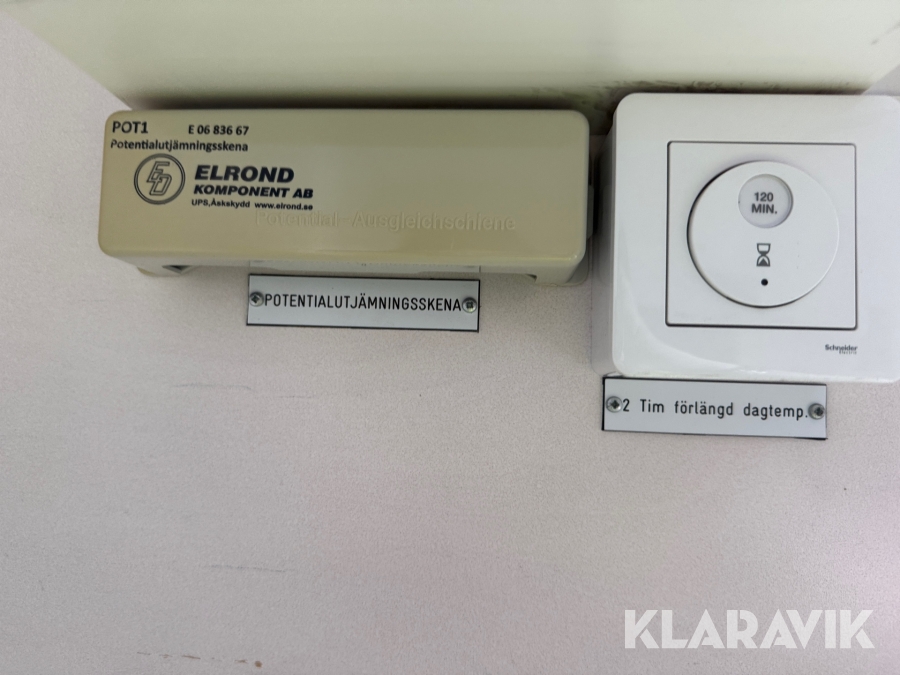 POT1 E 06 836 67
Potentialutjämningsskena
ELROND
KOMPONENT AB
UPS,Åskskydd www.elrond.se
Potential-Ausgleichschiene
POTENTIALUTJÄMNINGSSKENA
120
MIN.
Schneider
Electric
2 Tim förlängd dagtemp.
KLARAVIK